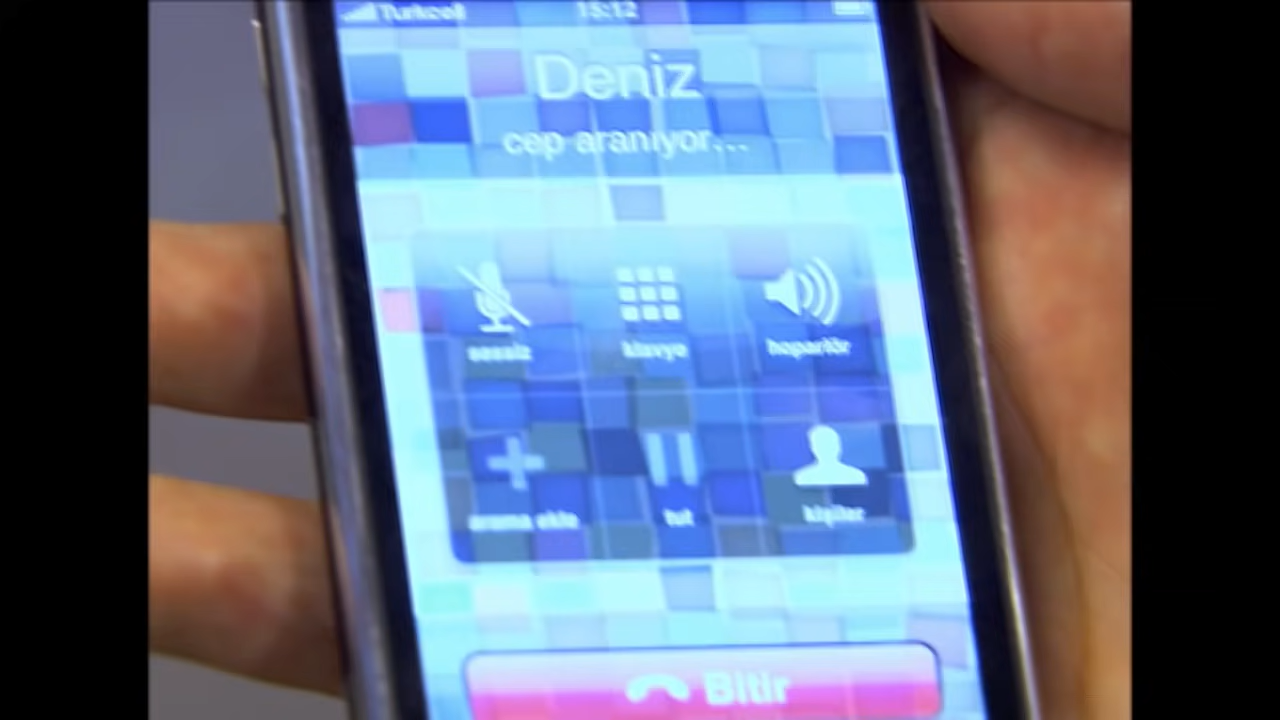 Turkcell 15:12
Deniz
cep aranıyor...
sessiz klavye hoparlör
arama ekle tut kişiler
Bitir